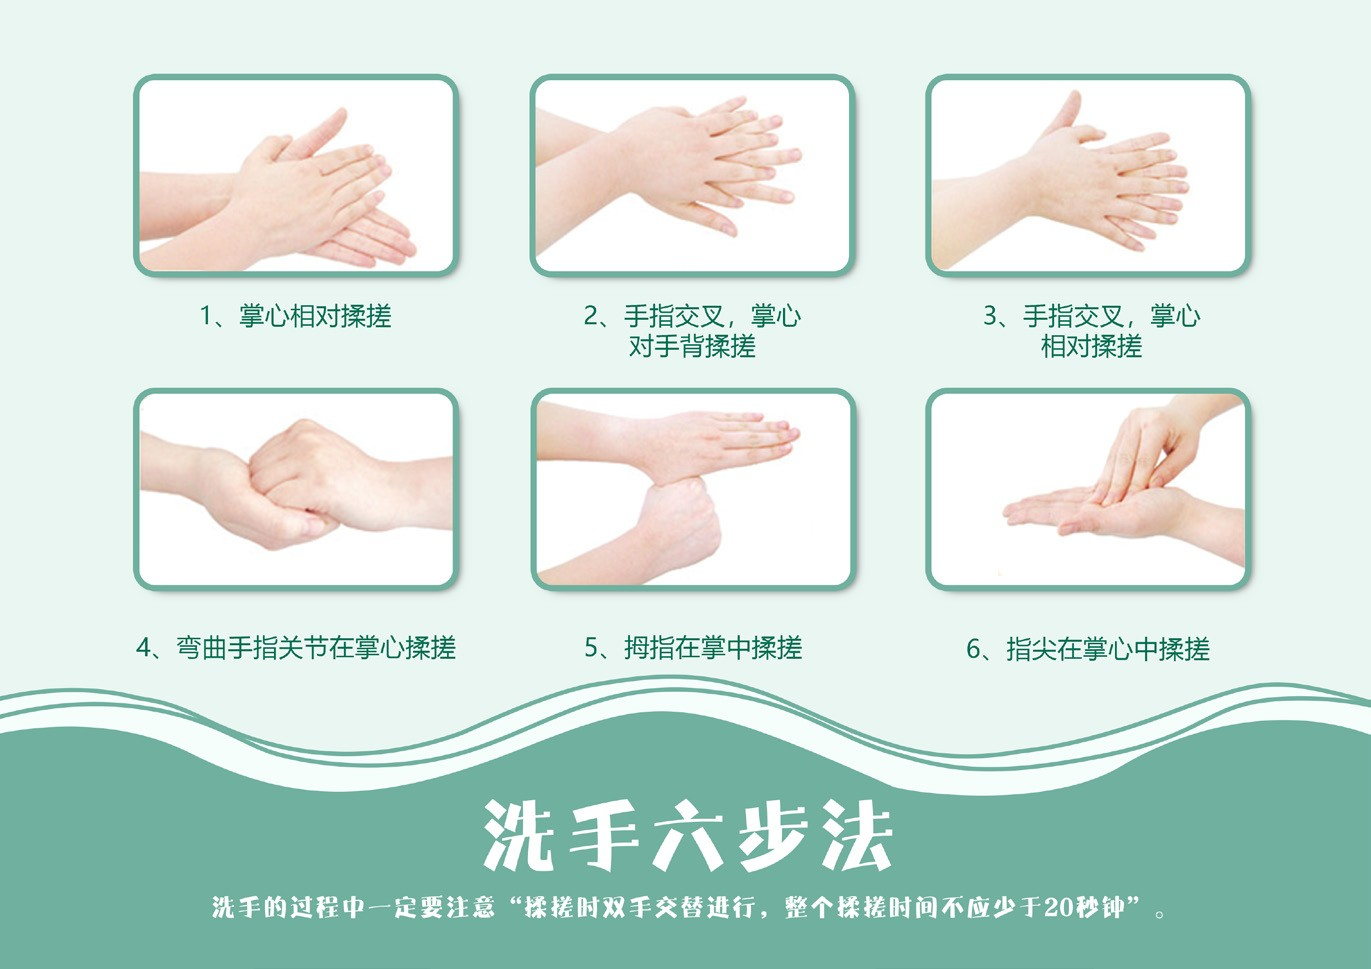 1、掌心相对揉搓
2、手指交叉，掌心
对手背揉搓
3、手指交叉，掌心
相对揉搓
4、弯曲手指关节在掌心揉搓
5、拇指在掌中揉搓
6、指尖在掌心中揉搓
洗手六步法
洗手的过程中一定要注意“揉搓时双手交替进行，整个揉搓时间不应少于20秒钟”。